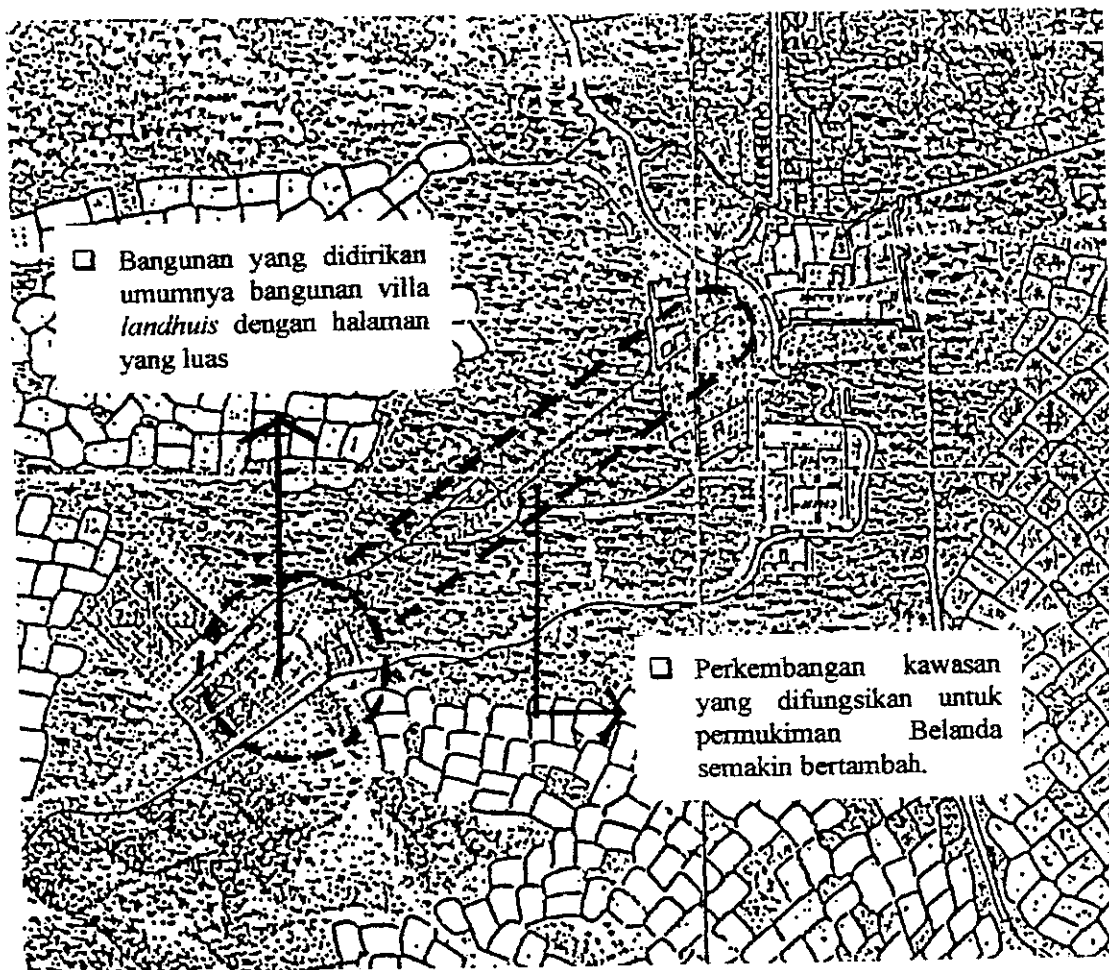 ❑ Bangunan yang didirikan
umumnya bangunan villa
landhuis dengan halaman
yang luas
❑ Perkembangan kawasan
yang difungsikan untuk
permukiman Belanda
semakin bertambah.